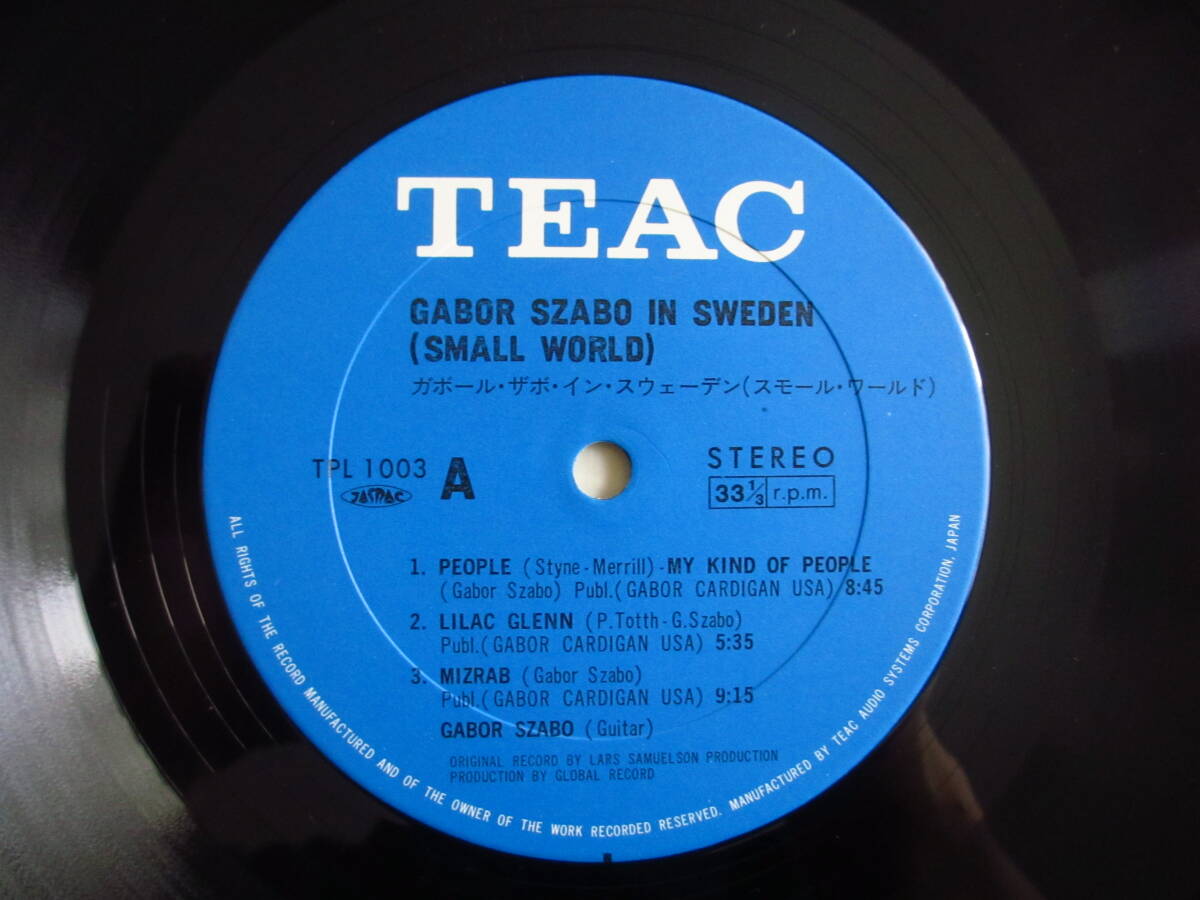 TEAC
GABOR SZABO IN SWEDEN
(SMALL WORLD)
ガボール・ザボ・イン・スウェーデン(スモール・ワールド)
TPL 1003 A
JASRAC
STEREO
33 1/3 r.p.m.
1. PEOPLE (Styne-Merrill)-MY KIND OF PEOPLE
(Gabor Szabo) Publ.(GABOR CARDIGAN USA) 8:45
2. LILAC GLENN (P.Totth-G.Szabo)
Publ.(GABOR CARDIGAN USA) 5:35
3. MIZRAB (Gabor Szabo)
Publ.(GABOR CARDIGAN USA) 9:15
GABOR SZABO (Guitar)
ORIGINAL RECORD BY LARS SAMUELSON PRODUCTION
PRODUCTION BY GLOBAL RECORD
ALL RIGHTS OF THE RECORD MANUFACTURED AND OF THE OWNER OF THE WORK RECORDED RESERVED. MANUFACTURED BY TEAC AUDIO SYSTEMS CORPORATION, JAPAN